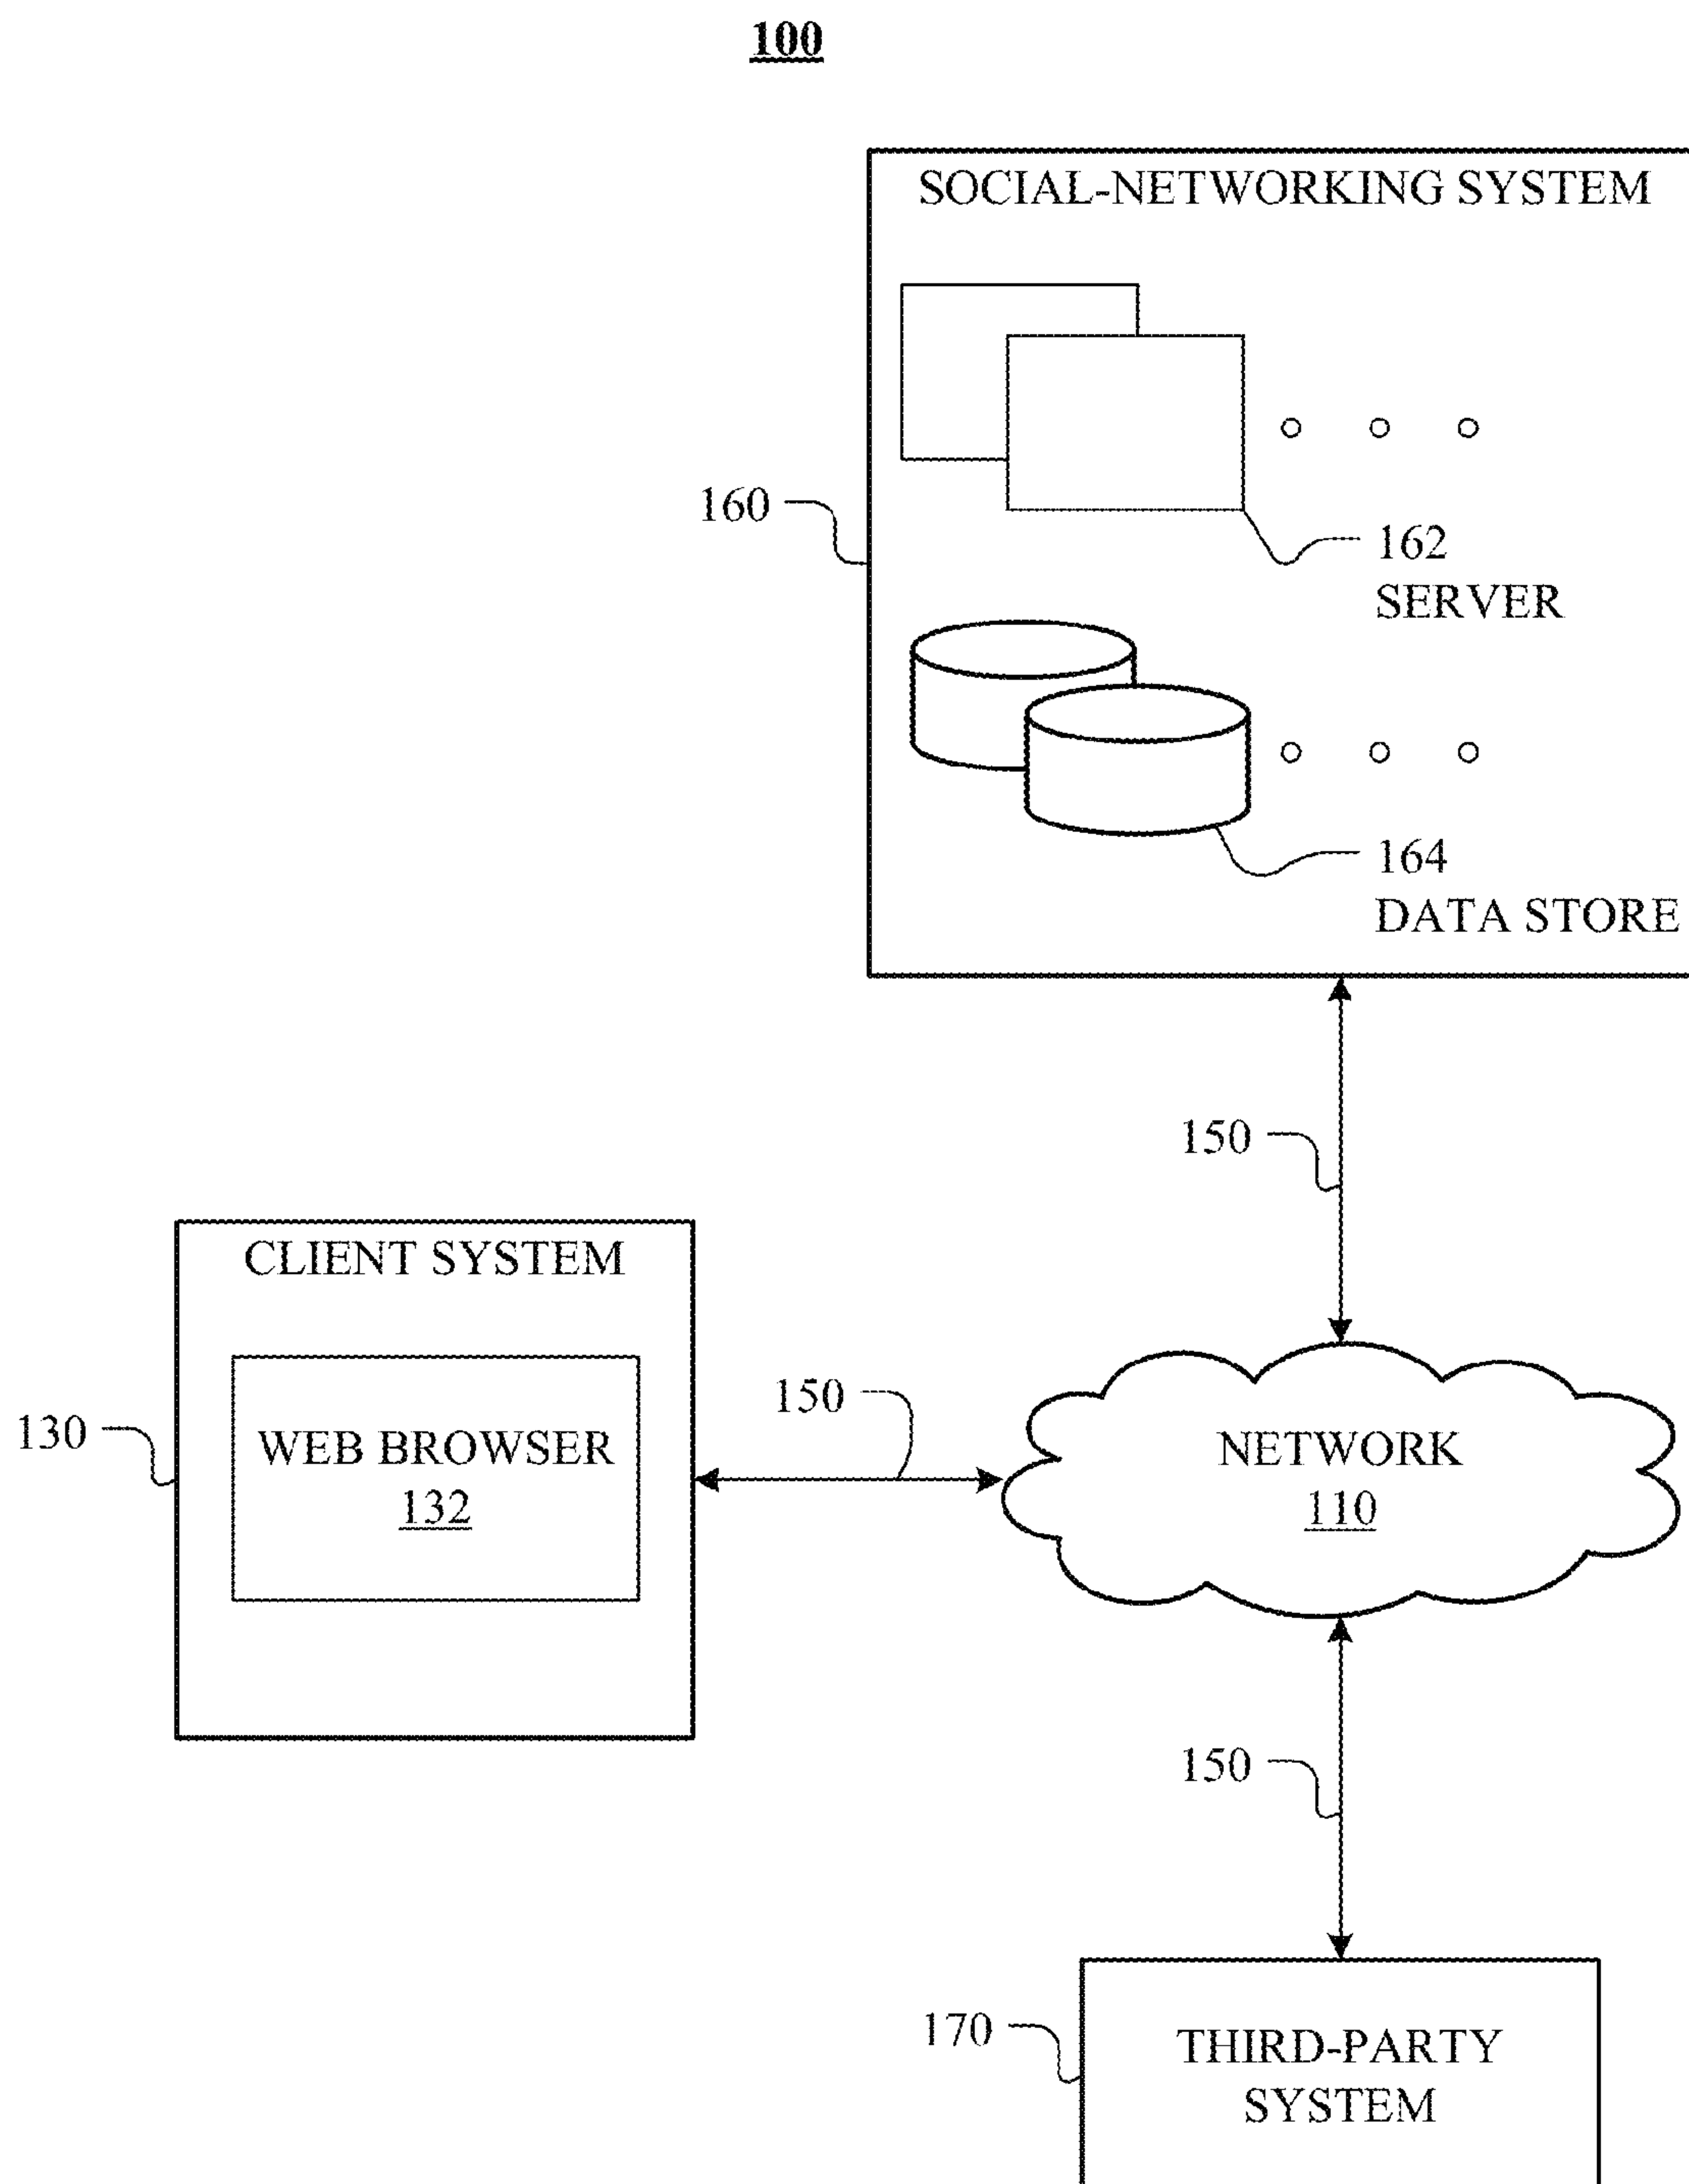 100
SOCIAL-NETWORKING SYSTEM
160
162
SERVER
164
DATA STORE
150
CLIENT SYSTEM
130
WEB BROWSER
132
150
NETWORK
110
150
170
THIRD-PARTY
SYSTEM